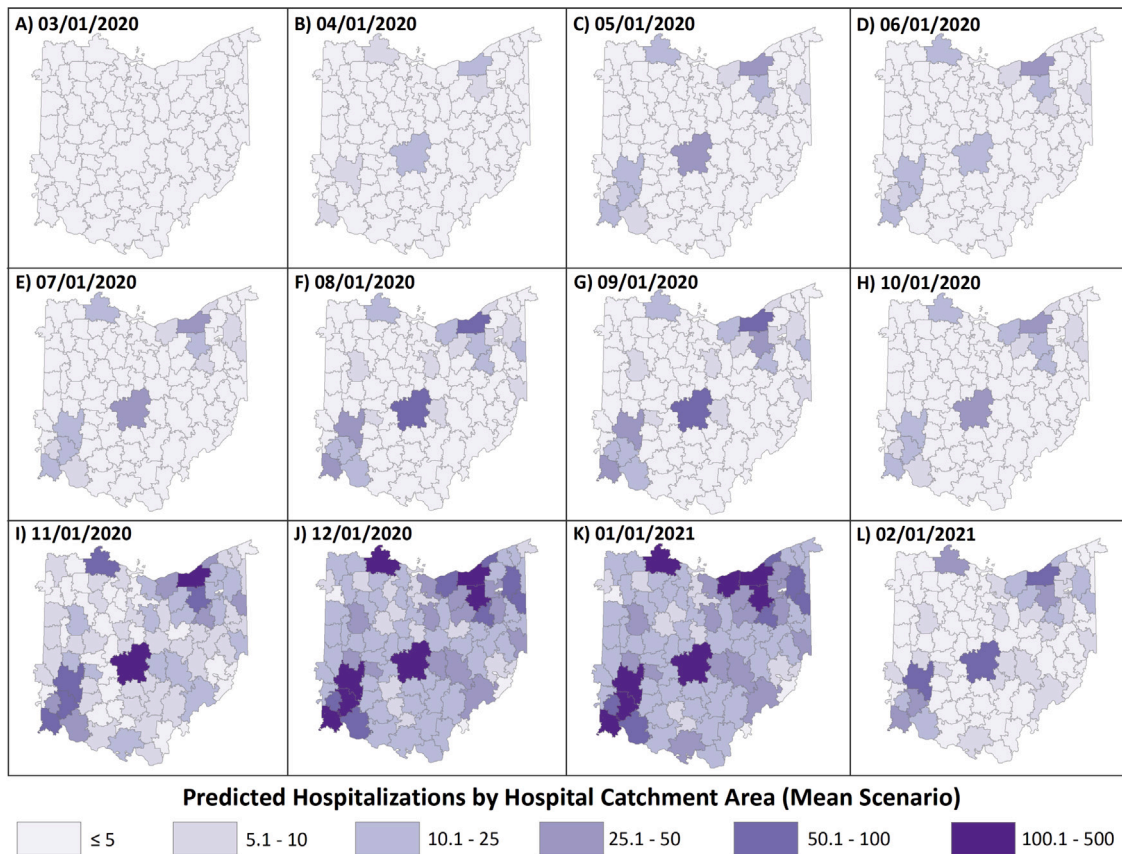 A) 03/01/2020
B) 04/01/2020
C) 05/01/2020
D) 06/01/2020
E) 07/01/2020
F) 08/01/2020
G) 09/01/2020
H) 10/01/2020
I) 11/01/2020
J) 12/01/2020
K) 01/01/2021
L) 02/01/2021
Predicted Hospitalizations by Hospital Catchment Area (Mean Scenario)
≤ 5
5.1 - 10
10.1 - 25
25.1 - 50
50.1 - 100
100.1 - 500